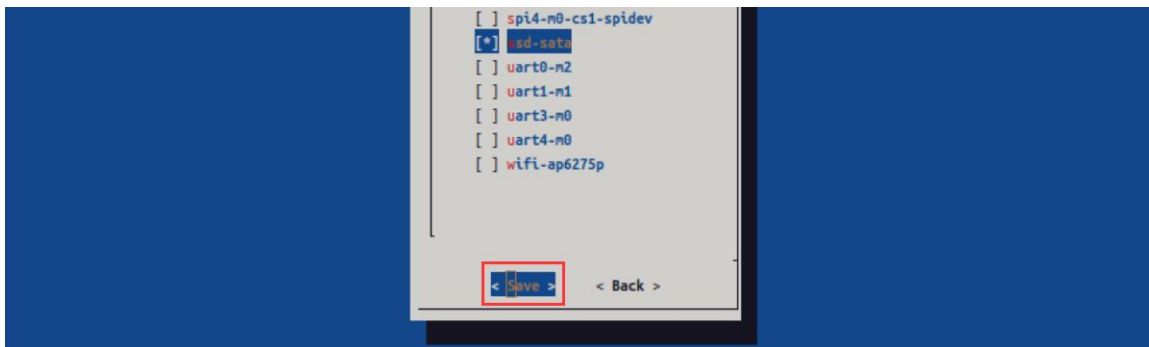 [ ] spi4-m0-cs1-spidev
[*] ssd-sata
[ ] uart0-m2
[ ] uart1-m1
[ ] uart3-m0
[ ] uart4-m0
[ ] wifi-ap6275p
< Save > < Back >